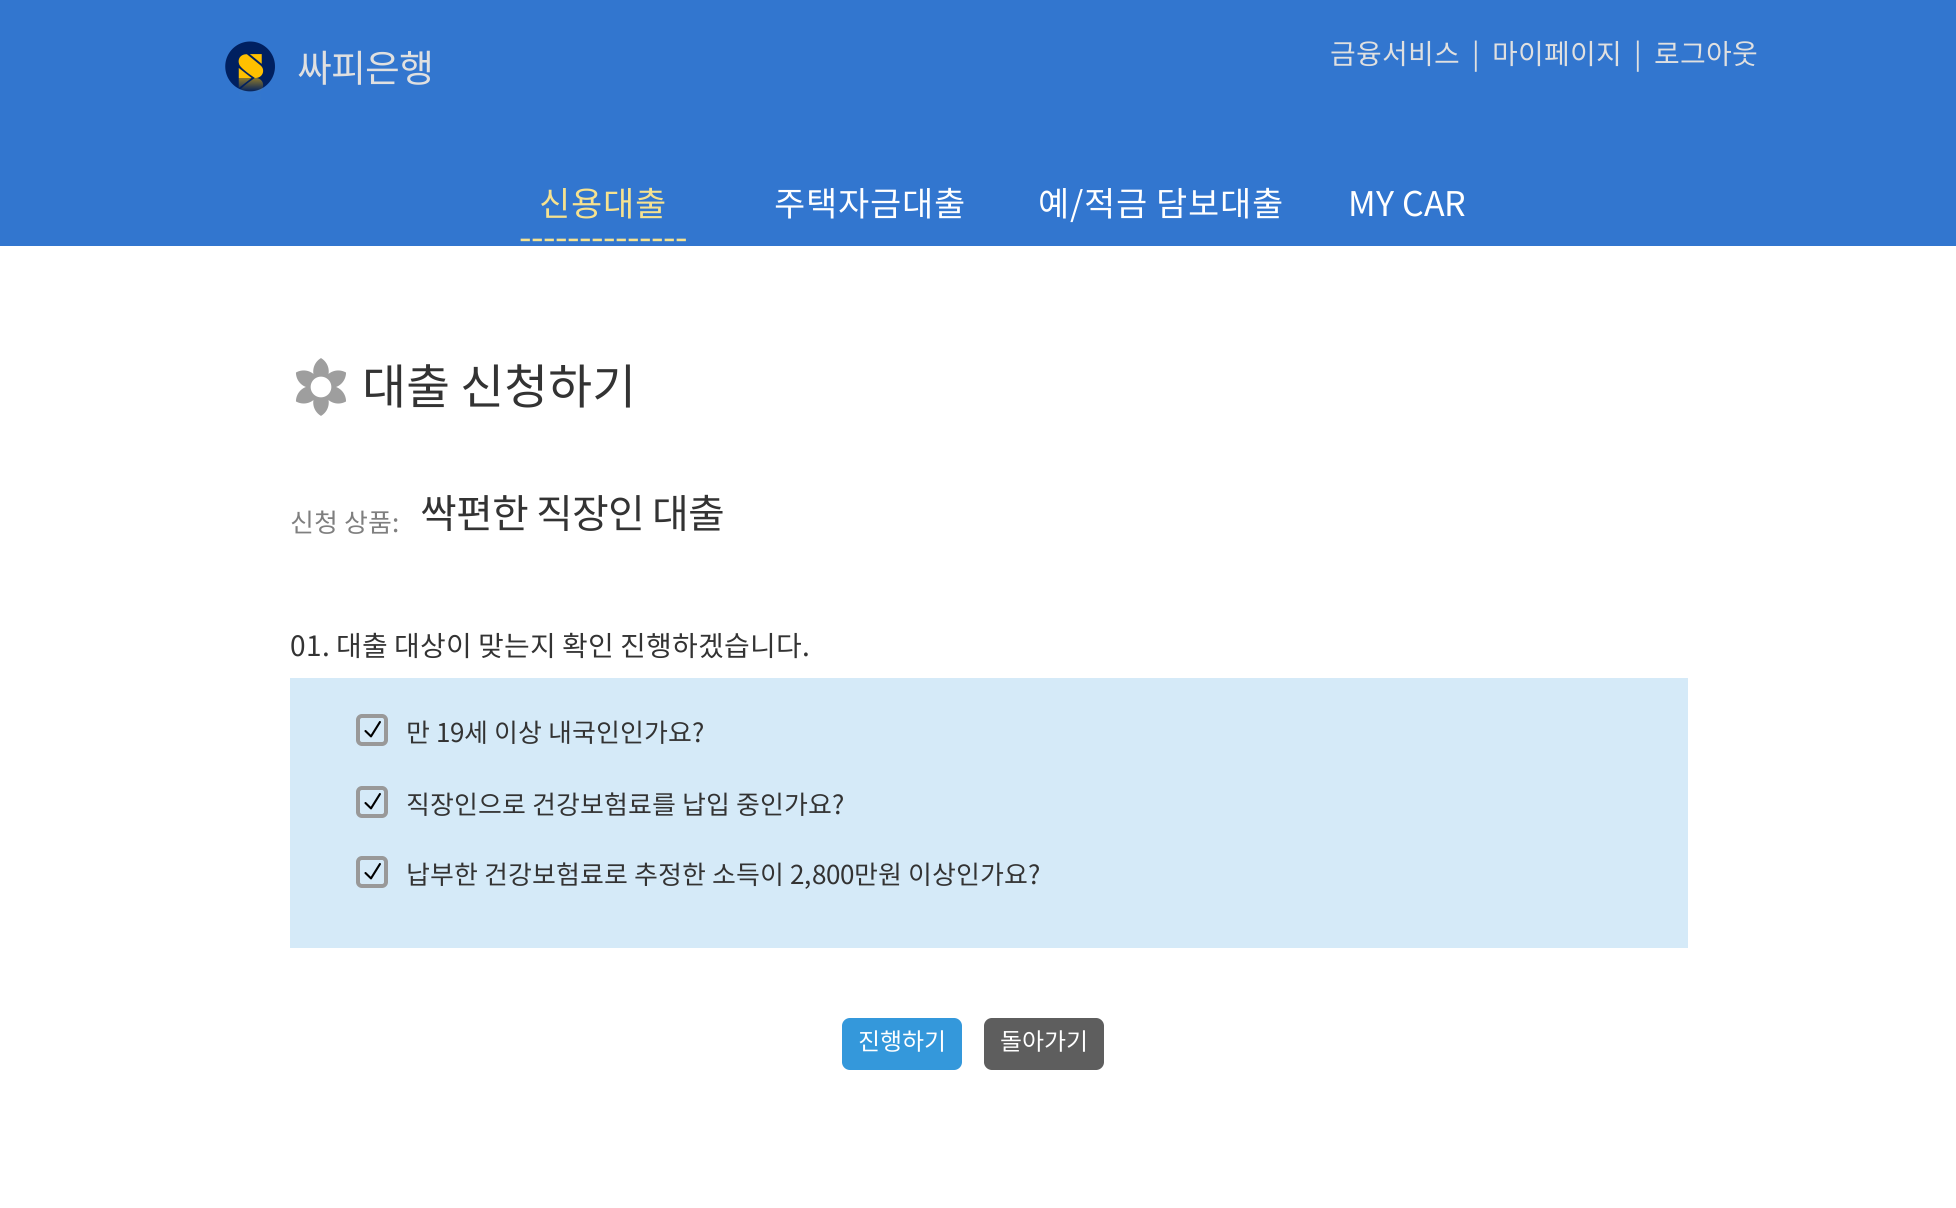 싸피은행
금융서비스 | 마이페이지 | 로그아웃
신용대출 주택자금대출 예/적금 담보대출 MY CAR
대출 신청하기
신청 상품: 싹편한 직장인 대출
01. 대출 대상이 맞는지 확인 진행하겠습니다.
만 19세 이상 내국인인가요?
직장인으로 건강보험료를 납입 중인가요?
납부한 건강보험료로 추정한 소득이 2,800만원 이상인가요?
진행하기 돌아가기